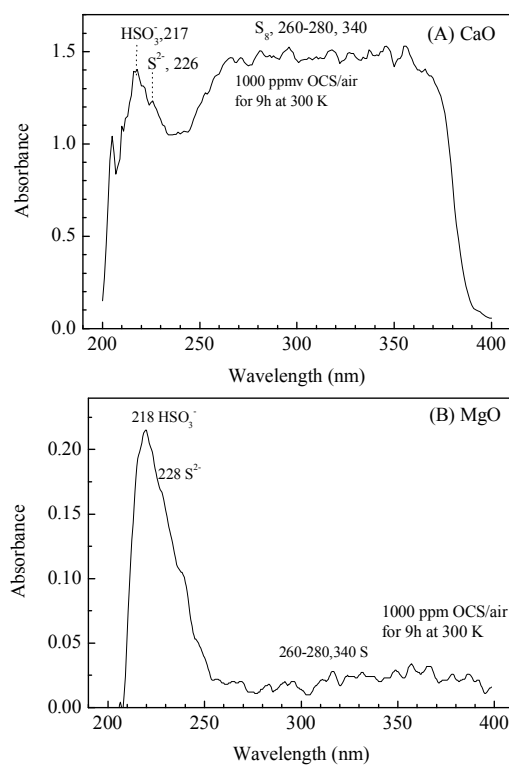 (A) CaO
HSO₃⁻,217
S²⁻, 226
S₈, 260-280, 340
1000 ppmv OCS/air
for 9h at 300 K
Absorbance
1.5
1.0
0.5
0.0
200 250 300 350 400
Wavelength (nm)
(B) MgO
218 HSO₃⁻
228 S²⁻
1000 ppm OCS/air
for 9h at 300 K
260-280,340 S
Absorbance
0.20
0.15
0.10
0.05
0.00
200 250 300 350 400
Wavelength (nm)